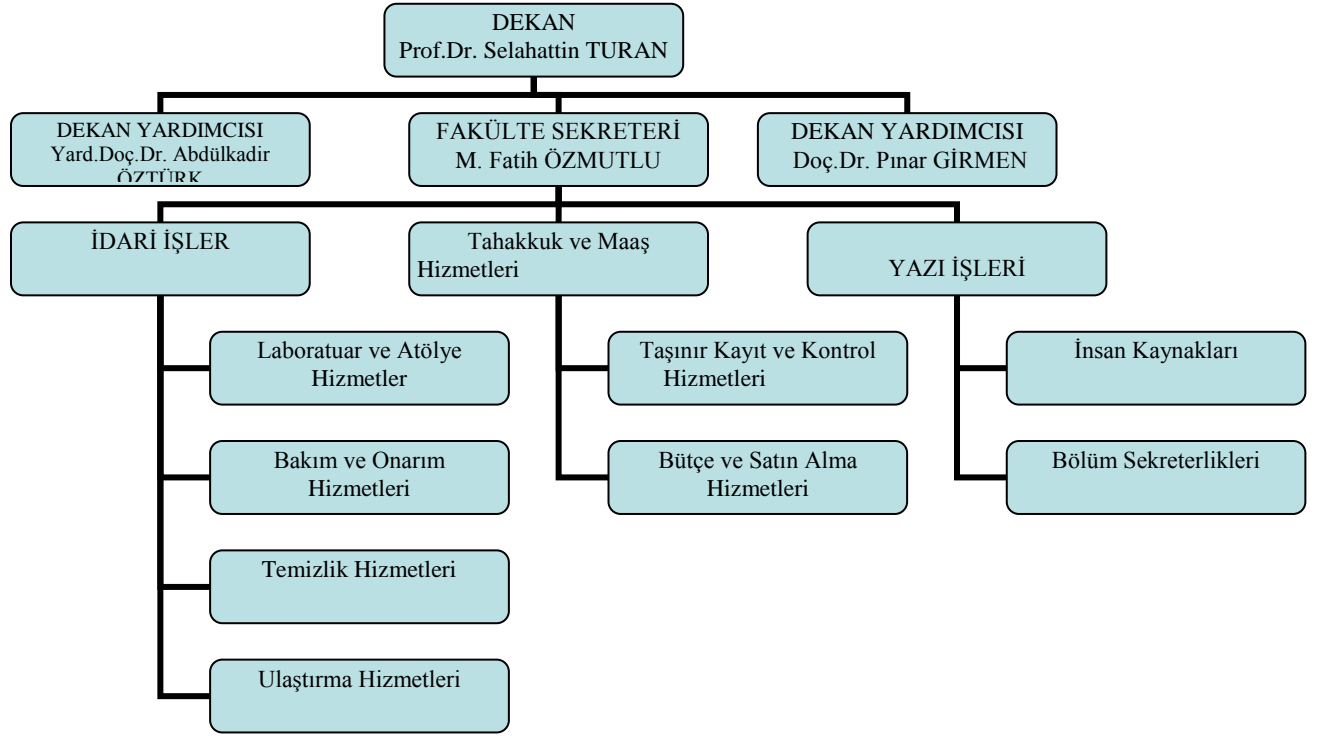 DEKAN
Prof.Dr. Selahattin TURAN
DEKAN YARDIMCISI
Yard.Doç.Dr. Abdülkadir
ÖZTÜRK
FAKÜLTE SEKRETERİ
M. Fatih ÖZMUTLU
DEKAN YARDIMCISI
Doç.Dr. Pınar GİRMEN
İDARİ İŞLER
Tahakkuk ve Maaş
Hizmetleri
YAZI İŞLERİ
Laboratuar ve Atölye
Hizmetler
Taşınır Kayıt ve Kontrol
Hizmetleri
İnsan Kaynakları
Bakım ve Onarım
Hizmetleri
Bütçe ve Satın Alma
Hizmetleri
Bölüm Sekreterlikleri
Temizlik Hizmetleri
Ulaştırma Hizmetleri